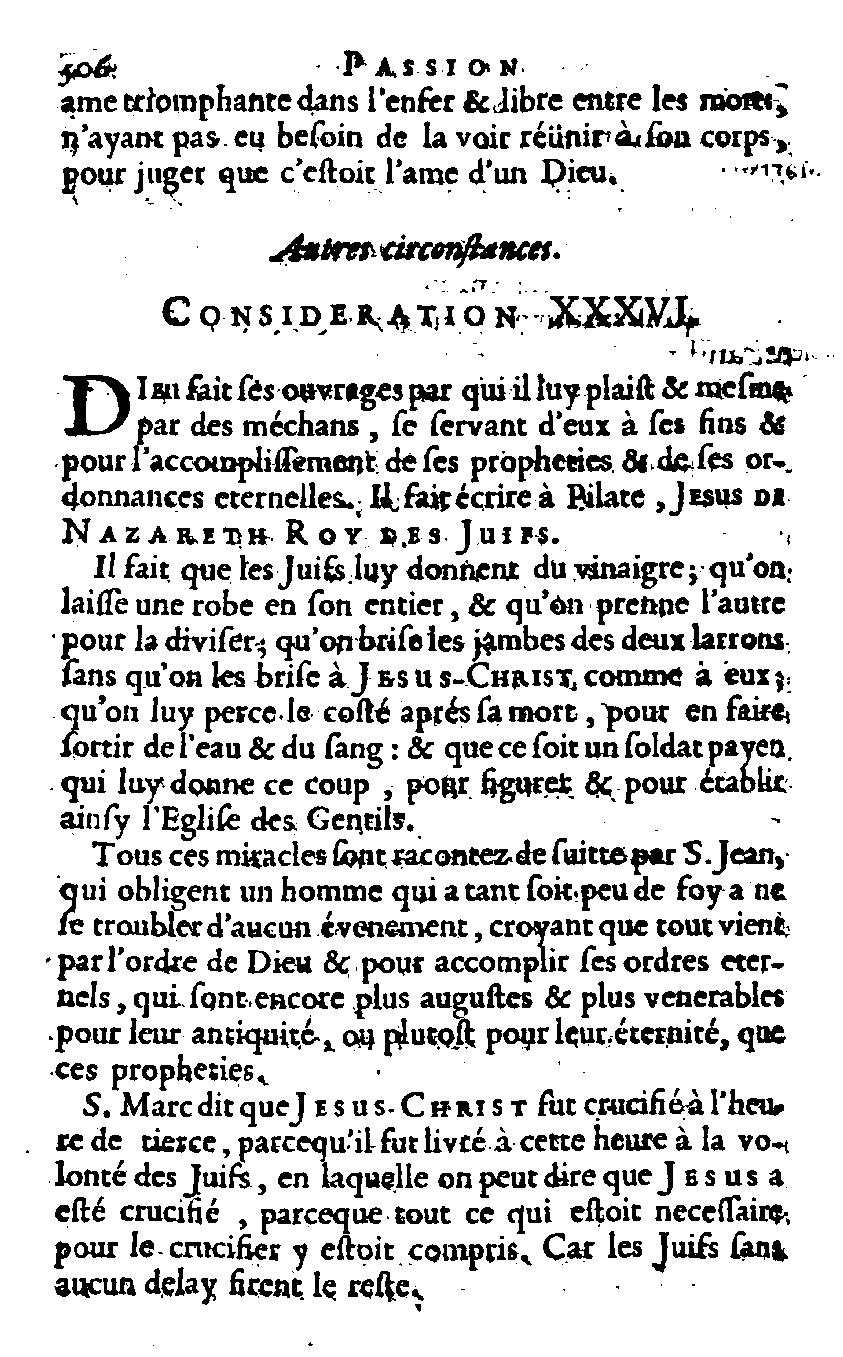 506 PASSION
ame triomphante dans l'enfer & libre entre les morts,
n'ayant pas eu beſoin de la voir réünir à ſon corps,
pour juger que c'eſtoit l'ame d'un Dieu.
Autres circonſtances.
CONSIDERATION XXXVI.
DIEU fait ſes ouvrages par qui il luy plaiſt & meſme
par des méchans, ſe ſervant d'eux à ſes fins &
pour l'accompliſſement de ſes propheties & de ſes or-
donnances eternelles. Il fait écrire à Pilate, JESUS DE
NAZARETH ROY DES JUIFS.
Il fait que les Juifs luy donnent du vinaigre; qu'on
laiſſe une robe en ſon entier, & qu'on prenne l'autre
pour la diviſer; qu'on briſe les jambes des deux larrons
ſans qu'on les briſe à JESUS-CHRIST, comme à eux;
qu'on luy perce le coſté aprés ſa mort, pour en faire
ſortir de l'eau & du ſang: & que ce ſoit un ſoldat payen
qui luy donne ce coup, pour figurer & pour établir
ainſy l'Egliſe des Gentils.
Tous ces miracles ſont racontez de ſuitte par S. Jean,
qui obligent un homme qui a tant ſoit peu de foy a ne
ſe troubler d'aucun évenement, croyant que tout vient
par l'ordre de Dieu & pour accomplir ſes ordres eter-
nels, qui ſont encore plus auguſtes & plus venerables
pour leur antiquité, ou plutoſt pour leur éternité, que
ces propheties.
S. Marc dit que JESUS-CHRIST fut crucifié à l'heu-
re de tierce, parcequ'il fut livré à cette heure à la vo-
lonté des Juifs, en laquelle on peut dire que JESUS a
eſté crucifié, parceque tout ce qui eſtoit neceſſaire
pour le crucifier y eſtoit compris. Car les Juifs ſans
aucun delay firent le reſte.